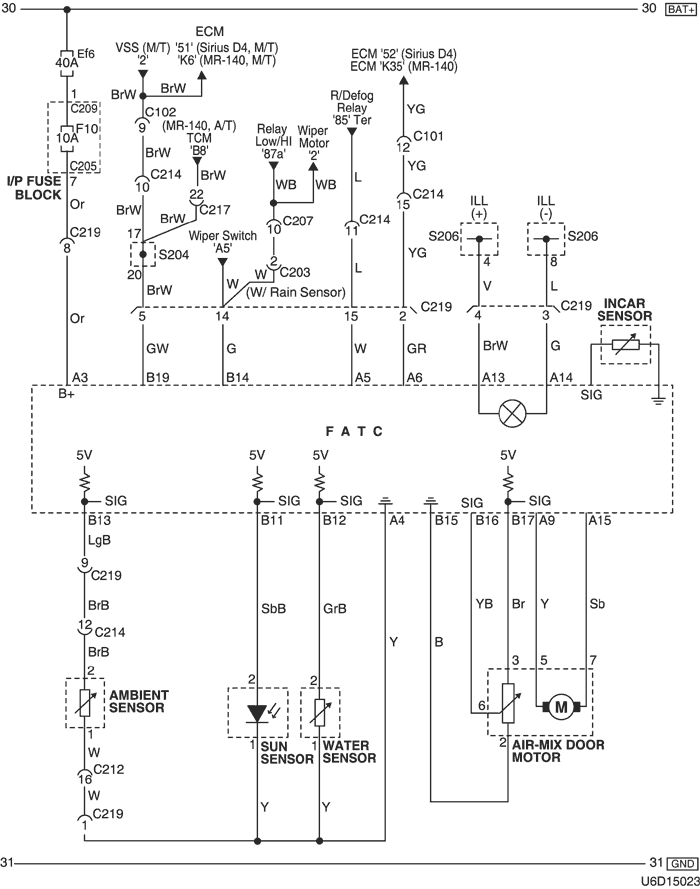 30
30 BAT+
Ef6
40A
1
C209
F10
10A
C205
7
I/P FUSE
BLOCK
Or
C219
8
Or
A3
B+
VSS (M/T)
'2'
ECM
'51' (Sirius D4, M/T)
'K6' (MR-140, M/T)
BrW
BrW
C102
9
BrW
C214
10
BrW
17
S204
20
BrW
5
GW
B19
(MR-140, A/T)
TCM
'B8'
BrW
22
C217
BrW
Wiper Switch
'A5'
W
14
G
B14
Relay
Low/HI
'87a'
Wiper
Motor
'2'
WB
WB
C207
10
2
C203
W
(W/ Rain Sensor)
R/Defog
Relay
'85' Ter
L
C214
11
L
15
W
A5
ECM '52' (Sirius D4)
ECM 'K35' (MR-140)
YG
C101
12
YG
C214
15
YG
C219
2
GR
A6
ILL
(+)
S206
4
V
4
BrW
A13
ILL
(-)
S206
8
L
C219
3
G
A14
INCAR
SENSOR
SIG
F A T C
5V
SIG
B13
LgB
9
C219
BrB
12
C214
BrB
2
AMBIENT
SENSOR
1
W
C212
16
W
C219
1
5V
SIG
B11
SbB
2
1
SUN
SENSOR
Y
5V
SIG
B12
GrB
2
1
WATER
SENSOR
Y
A4
Y
B15
B
SIG
B16
YB
6
5V
SIG
B17
Br
3
2
A9
Y
5
A15
Sb
7
M
AIR-MIX DOOR
MOTOR
31
31 GND
U6D15023